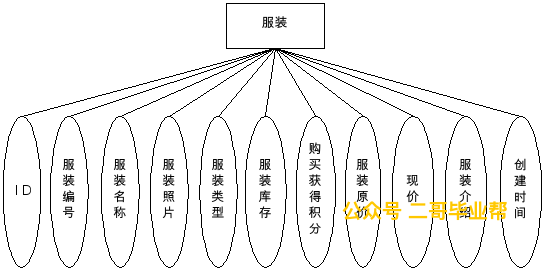 服装
ID
服装编号
服装名称
服装照片
服装类型
服装库存
购买获得积分
服装原价
现价
服装介绍
创建时间
公众号 二哥毕业帮